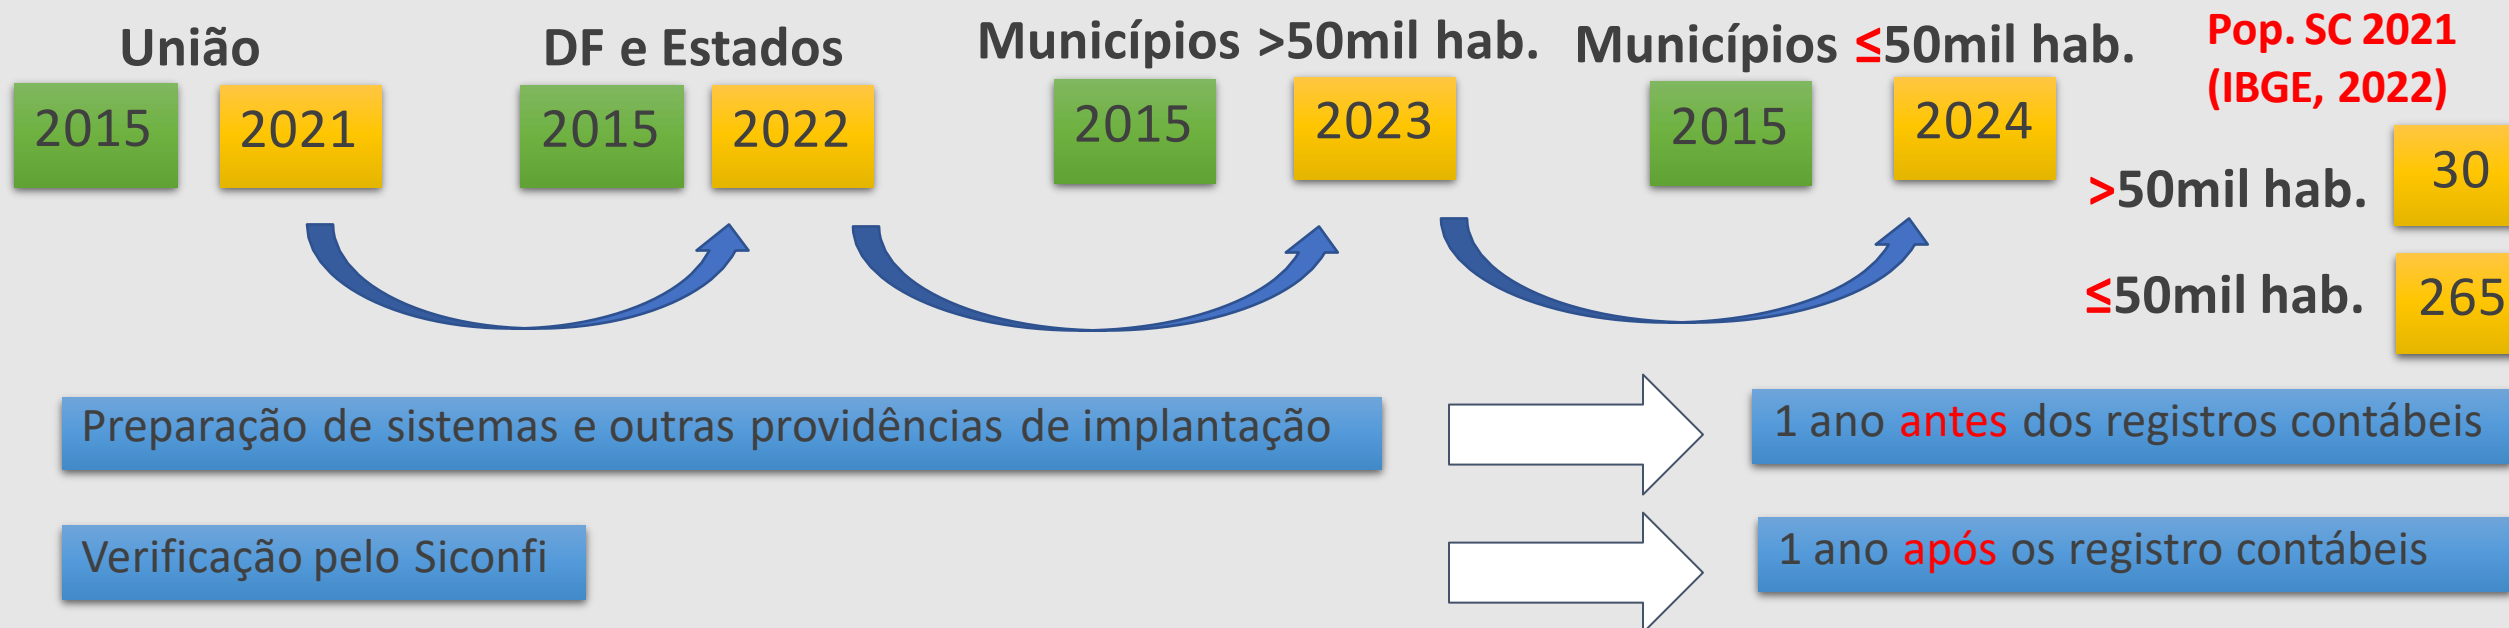 União
2015
2021
DF e Estados
2015
2022
Municípios >50mil hab.
2015
2023
Municípios ≤50mil hab.
2015
2024
Pop. SC 2021
(IBGE, 2022)
>50mil hab.
30
≤50mil hab.
265
Preparação de sistemas e outras providências de implantação
1 ano antes dos registros contábeis
Verificação pelo Siconfi
1 ano após os registro contábeis